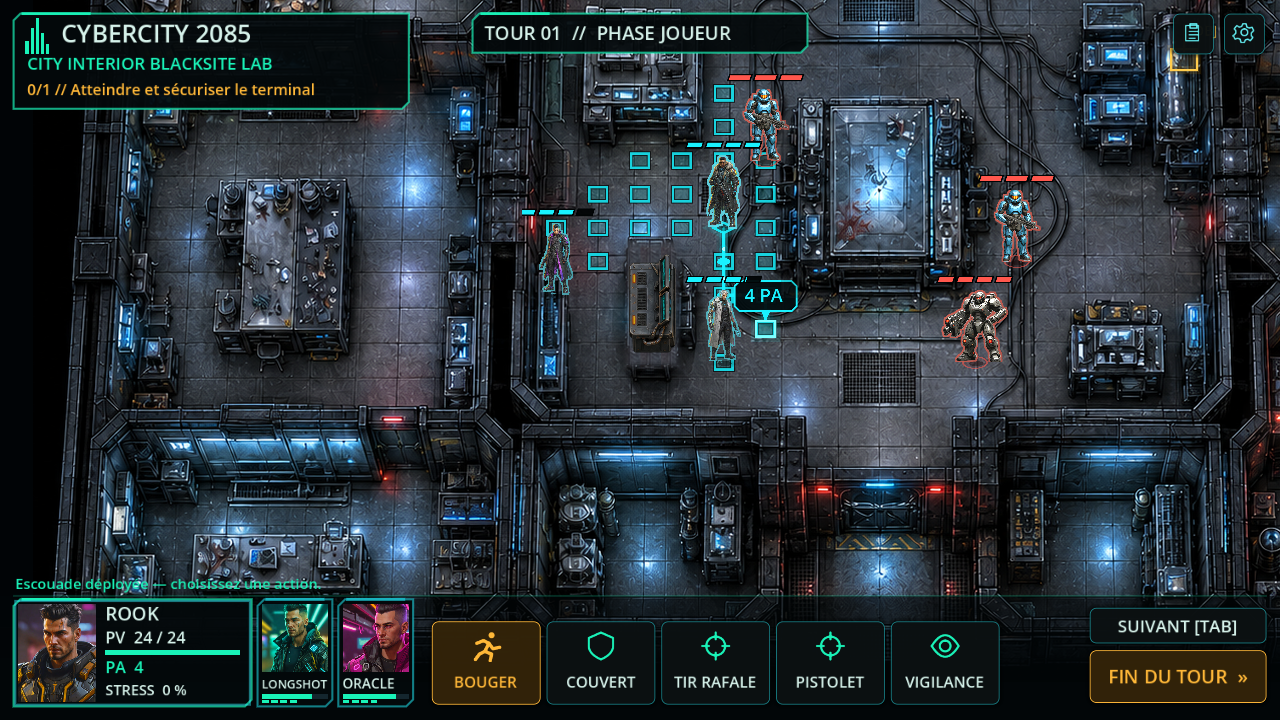 CYBERCITY 2085
CITY INTERIOR BLACKSITE LAB
0/1 // Atteindre et sécuriser le terminal
TOUR 01 // PHASE JOUEUR
4 PA
Escouade déployée — choisissez une action.
ROOK
PV 24 / 24
PA 4
STRESS 0 %
LONGSHOT
ORACLE
BOUGER
COUVERT
TIR RAFALE
PISTOLET
VIGILANCE
SUIVANT [TAB]
FIN DU TOUR »